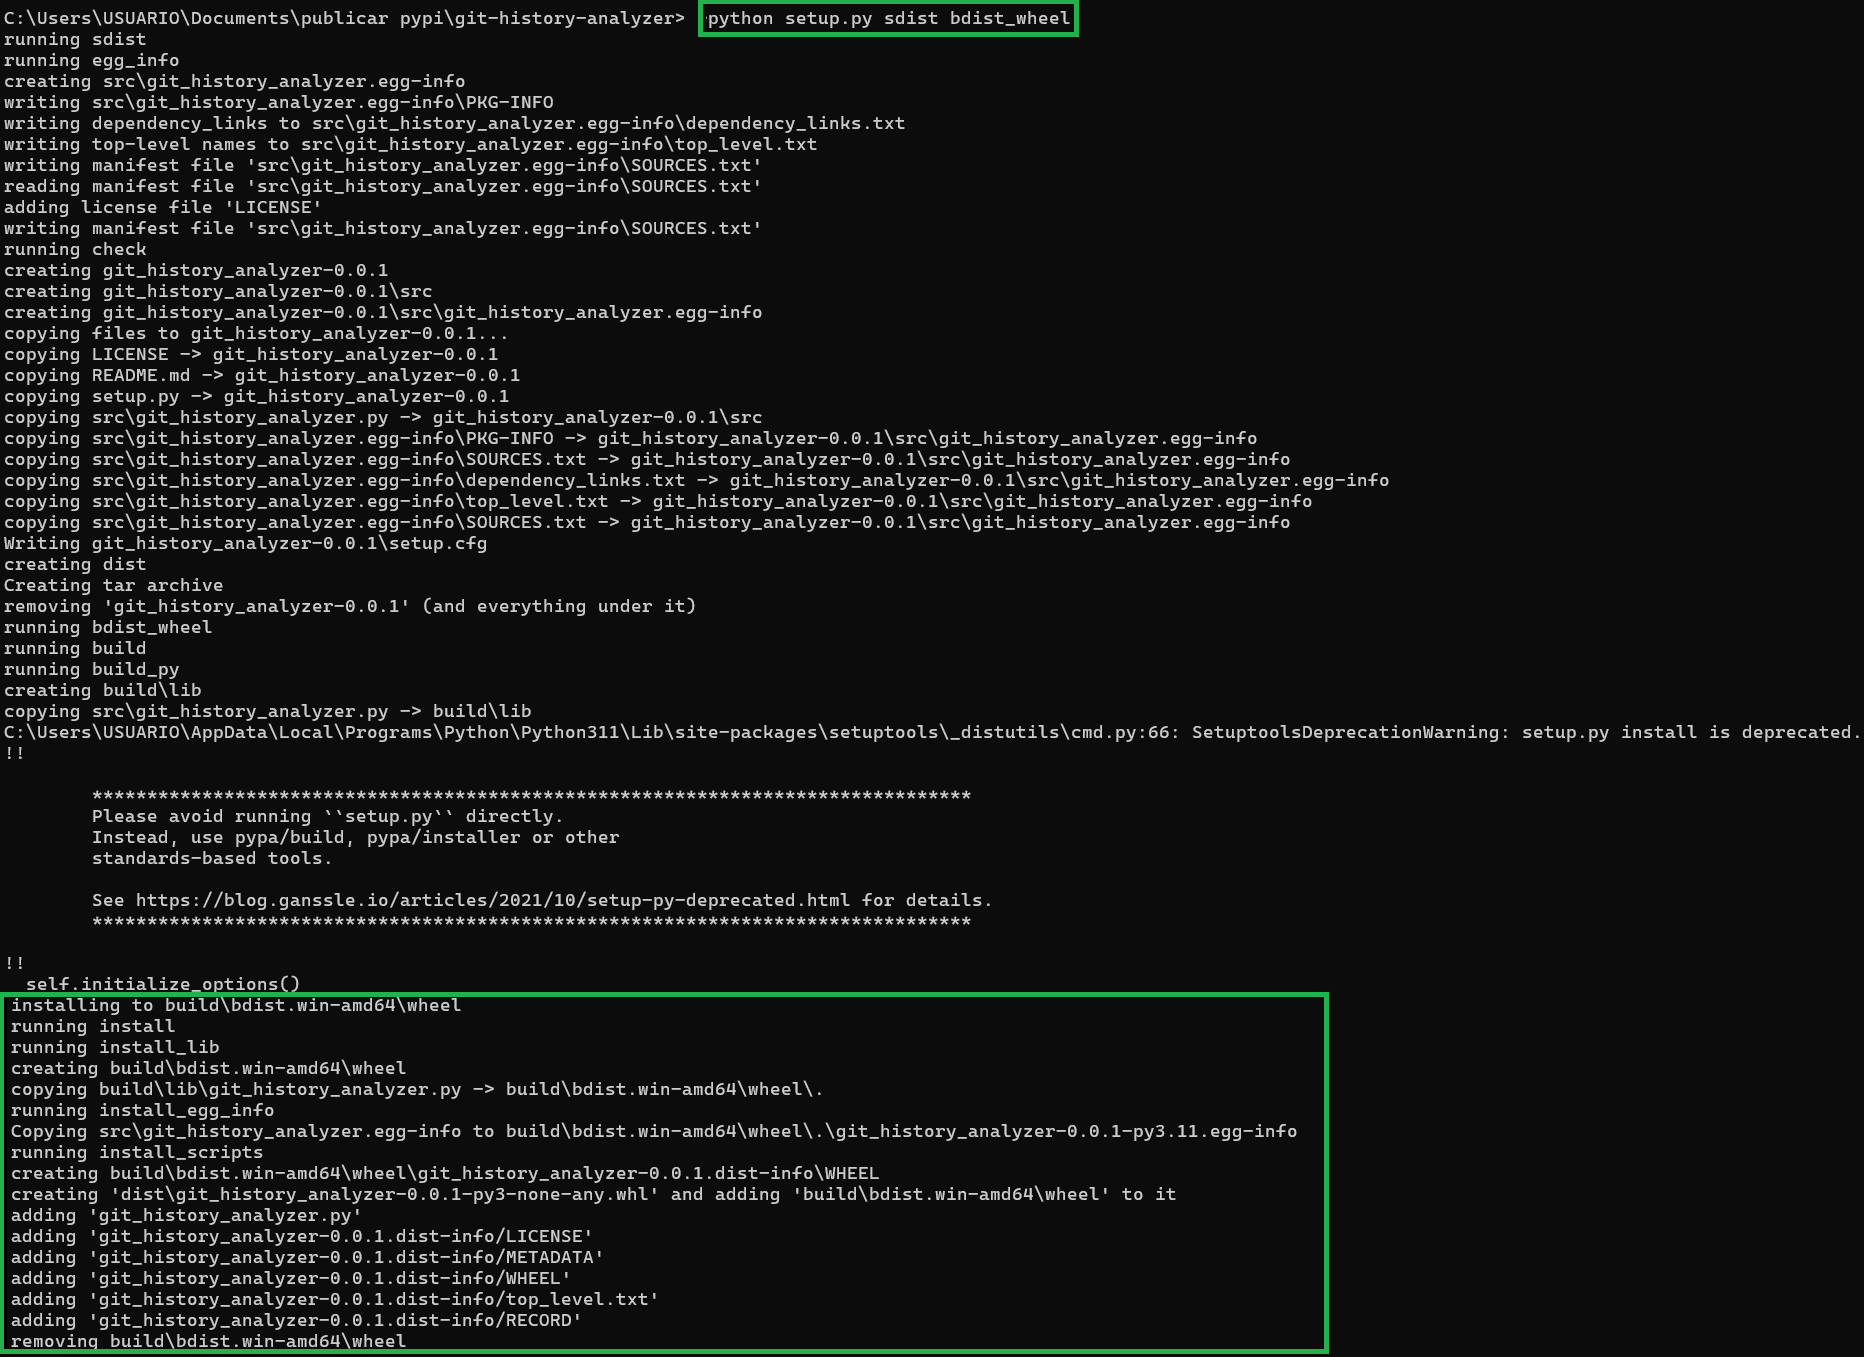 C:\Users\USUARIO\Documents\publicar pypi\git-history-analyzer> python setup.py sdist bdist_wheel
running sdist
running egg_info
creating src\git_history_analyzer.egg-info
writing src\git_history_analyzer.egg-info\PKG-INFO
writing dependency_links to src\git_history_analyzer.egg-info\dependency_links.txt
writing top-level names to src\git_history_analyzer.egg-info\top_level.txt
writing manifest file 'src\git_history_analyzer.egg-info\SOURCES.txt'
reading manifest file 'src\git_history_analyzer.egg-info\SOURCES.txt'
adding license file 'LICENSE'
writing manifest file 'src\git_history_analyzer.egg-info\SOURCES.txt'
running check
creating git_history_analyzer-0.0.1
creating git_history_analyzer-0.0.1\src
creating git_history_analyzer-0.0.1\src\git_history_analyzer.egg-info
copying files to git_history_analyzer-0.0.1...
copying LICENSE -> git_history_analyzer-0.0.1
copying README.md -> git_history_analyzer-0.0.1
copying setup.py -> git_history_analyzer-0.0.1
copying src\git_history_analyzer.py -> git_history_analyzer-0.0.1\src
copying src\git_history_analyzer.egg-info\PKG-INFO -> git_history_analyzer-0.0.1\src\git_history_analyzer.egg-info
copying src\git_history_analyzer.egg-info\SOURCES.txt -> git_history_analyzer-0.0.1\src\git_history_analyzer.egg-info
copying src\git_history_analyzer.egg-info\dependency_links.txt -> git_history_analyzer-0.0.1\src\git_history_analyzer.egg-info
copying src\git_history_analyzer.egg-info\top_level.txt -> git_history_analyzer-0.0.1\src\git_history_analyzer.egg-info
copying src\git_history_analyzer.egg-info\SOURCES.txt -> git_history_analyzer-0.0.1\src\git_history_analyzer.egg-info
Writing git_history_analyzer-0.0.1\setup.cfg
creating dist
Creating tar archive
removing 'git_history_analyzer-0.0.1' (and everything under it)
running bdist_wheel
running build
running build_py
creating build\lib
copying src\git_history_analyzer.py -> build\lib
C:\Users\USUARIO\AppData\Local\Programs\Python\Python311\Lib\site-packages\setuptools\_distutils\cmd.py:66: SetuptoolsDeprecationWarning: setup.py install is deprecated.
!!
********************************************************************************
Please avoid running ``setup.py`` directly.
Instead, use pypa/build, pypa/installer or other
standards-based tools.
See https://blog.ganssle.io/articles/2021/10/setup-py-deprecated.html for details.
********************************************************************************
!!
self.initialize_options()
installing to build\bdist.win-amd64\wheel
running install
running install_lib
creating build\bdist.win-amd64\wheel
copying build\lib\git_history_analyzer.py -> build\bdist.win-amd64\wheel\.
running install_egg_info
Copying src\git_history_analyzer.egg-info to build\bdist.win-amd64\wheel\.\git_history_analyzer-0.0.1-py3.11.egg-info
running install_scripts
creating build\bdist.win-amd64\wheel\git_history_analyzer-0.0.1.dist-info\WHEEL
creating 'dist\git_history_analyzer-0.0.1-py3-none-any.whl' and adding 'build\bdist.win-amd64\wheel' to it
adding 'git_history_analyzer.py'
adding 'git_history_analyzer-0.0.1.dist-info/LICENSE'
adding 'git_history_analyzer-0.0.1.dist-info/METADATA'
adding 'git_history_analyzer-0.0.1.dist-info/WHEEL'
adding 'git_history_analyzer-0.0.1.dist-info/top_level.txt'
adding 'git_history_analyzer-0.0.1.dist-info/RECORD'
removing build\bdist.win-amd64\wheel